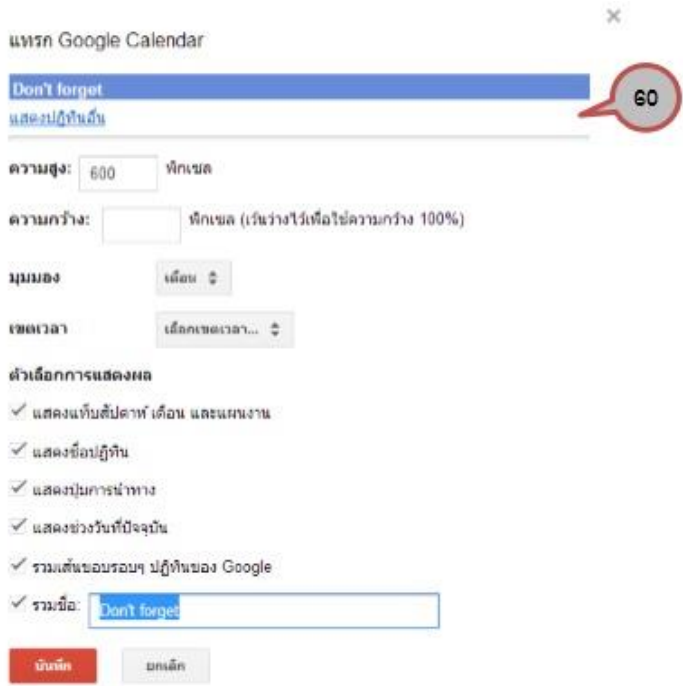 แทรก Google Calendar
Don't forget
แสดงปฏิทินอื่น
60
ความสูง: 600 พิกเซล
ความกว้าง: พิกเซล (เว้นว่างไว้เพื่อใช้ความกว้าง 100%)
มุมมอง เดือน
เขตเวลา เลือกเขตเวลา...
ตัวเลือกการแสดงผล
แสดงแท็บสัปดาห์ เดือน และแผนงาน
แสดงชื่อปฏิทิน
แสดงปุ่มการนำทาง
แสดงช่วงวันที่ปัจจุบัน
รวมเส้นขอบรอบๆ ปฏิทินของ Google
รวมชื่อ: Don't forget
บันทึก ยกเลิก